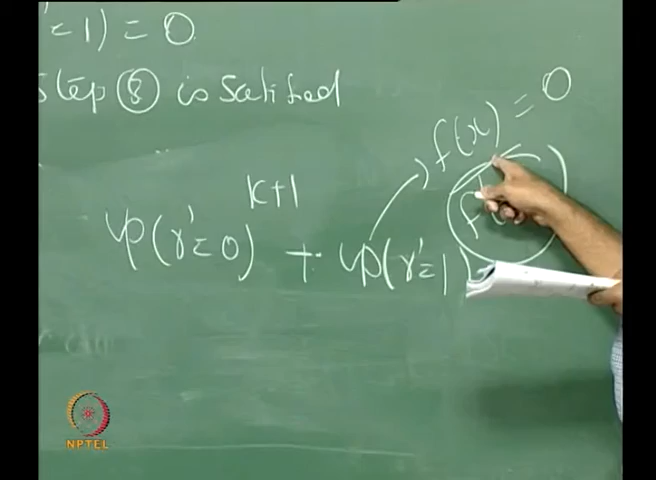 ' = 1) = 0
step 8 is satisfied
f(x) = 0
k+1
ψ(r' = 0) + ψ(r' = 1)
f'(
NPTEL